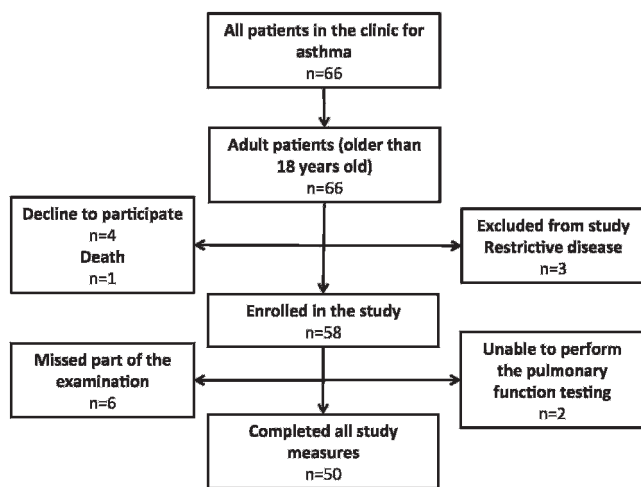 All patients in the clinic for
asthma
n=66
Adult patients (older than
18 years old)
n=66
Decline to participate
n=4
Death
n=1
Excluded from study
Restrictive disease
n=3
Enrolled in the study
n=58
Missed part of the
examination
n=6
Unable to perform
the pulmonary
function testing
n=2
Completed all study
measures
n=50